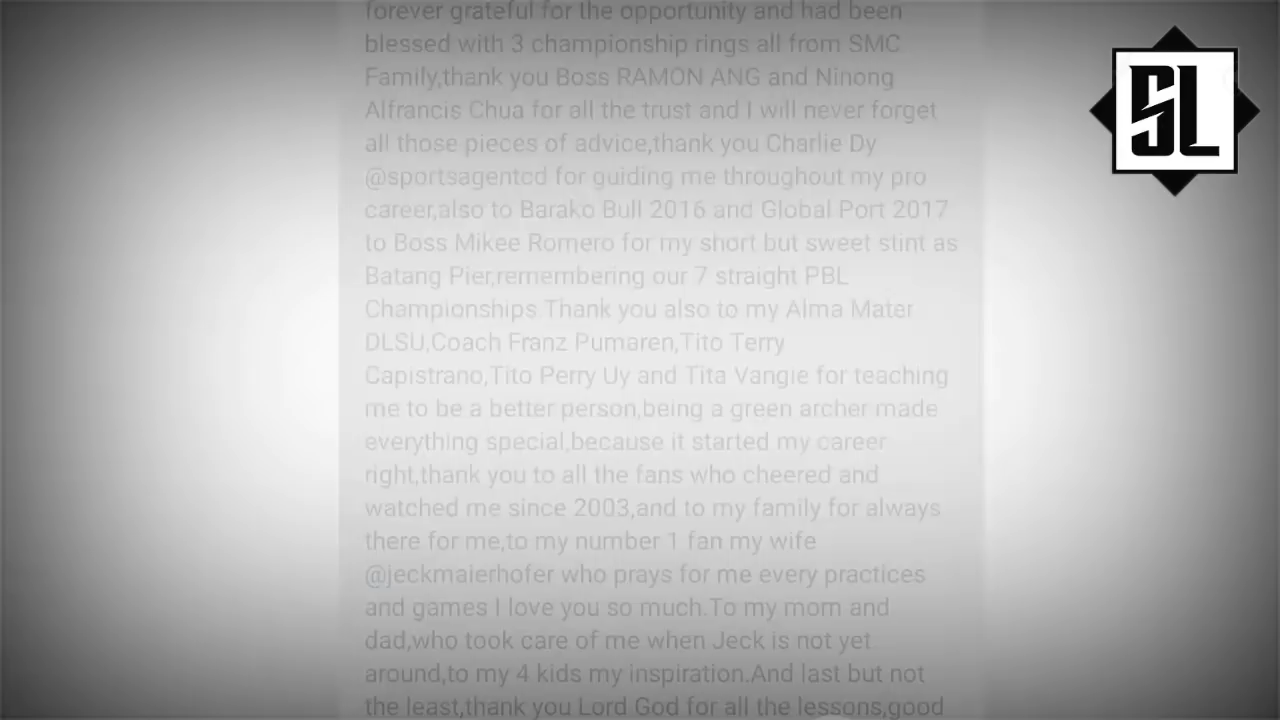 forever grateful for the opportunity and had been
blessed with 3 championship rings all from SMC
Family,thank you Boss RAMON ANG and Ninong
Alfrancis Chua for all the trust and I will never forget
all those pieces of advice,thank you Charlie Dy
@sportsagentcd for guiding me throughout my pro
career,also to Barako Bull 2016 and Global Port 2017
to Boss Mikee Romero for my short but sweet stint as
Batang Pier,remembering our 7 straight PBL
Championships Thank you also to my Alma Mater
DLSU,Coach Franz Pumaren,Tito Terry
Capistrano,Tito Perry Uy and Tita Vangie for teaching
me to be a better person,being a green archer made
everything special,because it started my career
right,thank you to all the fans who cheered and
watched me since 2003,and to my family for always
there for me,to my number 1 fan my wife
@jeckmaierhofer who prays for me every practices
and games I love you so much.To my mom and
dad,who took care of me when Jeck is not yet
around,to my 4 kids my inspiration.And last but not
the least,thank you Lord God for all the lessons,good
SL